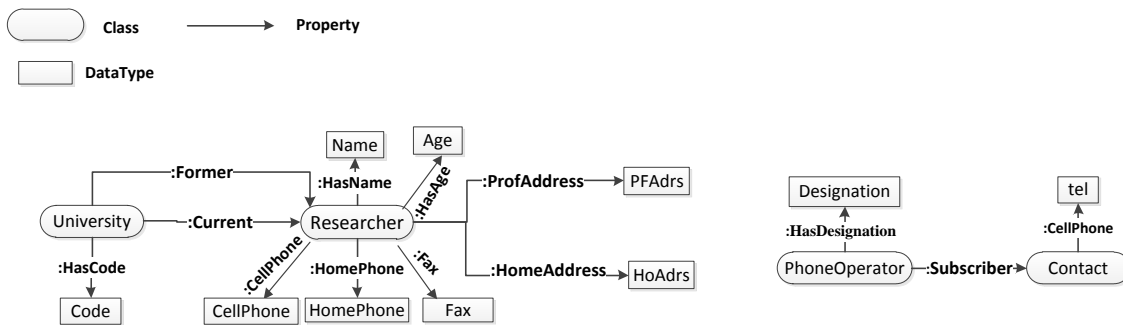 Class
Property
DataType
Name
Age
:Former
:HasName
:HasAge
:ProfAddress
PFAdrs
University
:Current
Researcher
:HasCode
:CellPhone
:HomePhone
:Fax
:HomeAddress
HoAdrs
Code
CellPhone
HomePhone
Fax
Designation
tel
:HasDesignation
:CellPhone
PhoneOperator
:Subscriber
Contact